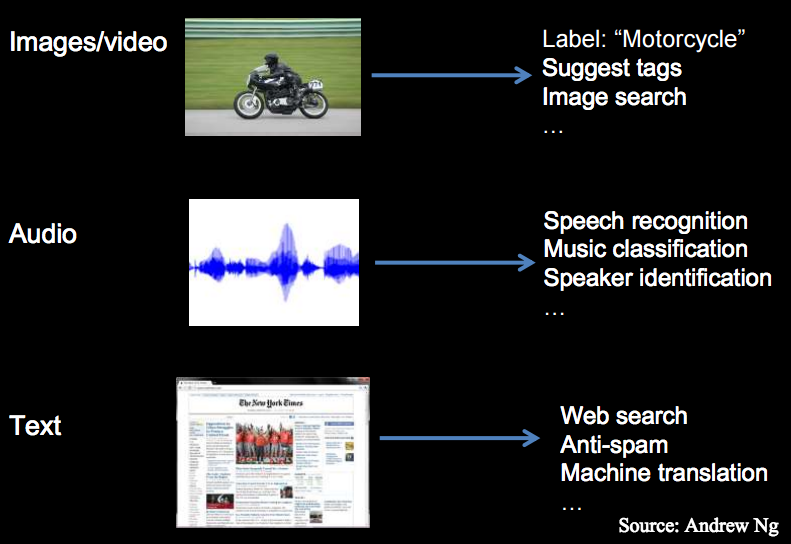 Images/video
Label: “Motorcycle”
Suggest tags
Image search
…
Audio
Speech recognition
Music classification
Speaker identification
…
Text
The New York Times
Web search
Anti-spam
Machine translation
…
Source: Andrew Ng